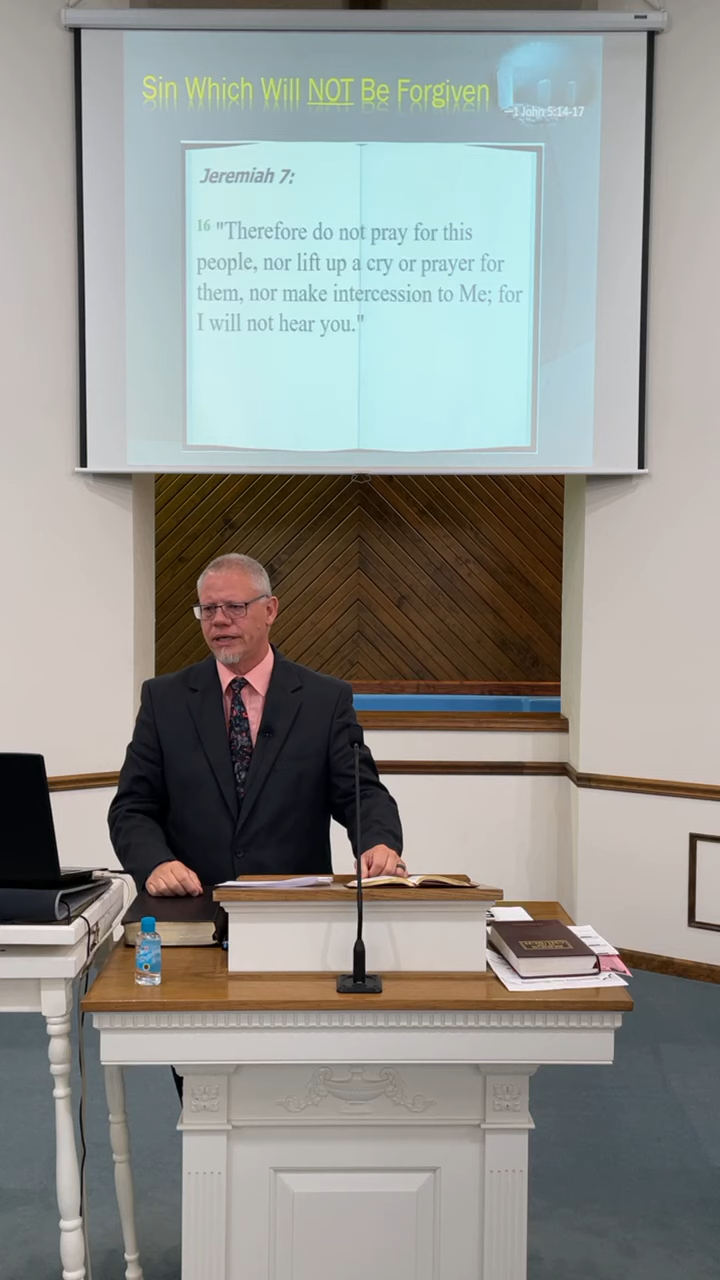 Sin Which Will NOT Be Forgiven
—1 John 5:14-17
Jeremiah 7:
16 "Therefore do not pray for this
people, nor lift up a cry or prayer for
them, nor make intercession to Me; for
I will not hear you."